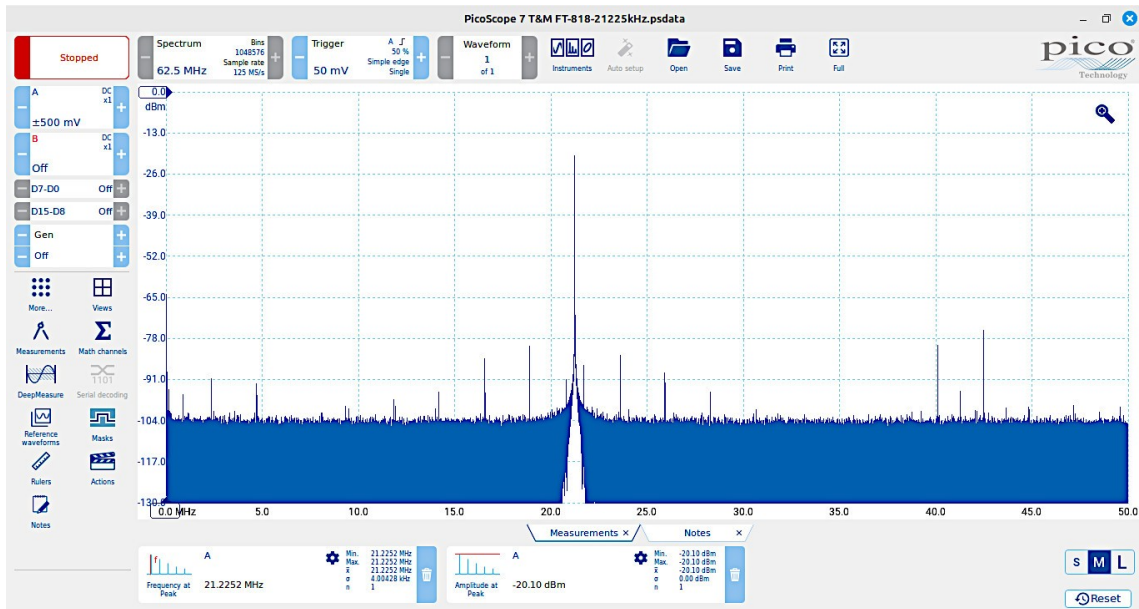 PicoScope 7 T&M FT-818-21225kHz.psdata
Stopped
Spectrum
62.5 MHz
Bins
1048576
Sample rate
125 MS/s
Trigger
50 mV
A
50 %
Simple edge
Single
Waveform
1
of 1
Instruments
Auto setup
Open
Save
Print
Full
pico
Technology
A
DC
x1
±500 mV
B
DC
x1
Off
D7-D0 Off
D15-D8 Off
Gen
Off
More...
Views
Measurements
Math channels
DeepMeasure
Serial decoding
1101
Reference
waveforms
Masks
Rulers
Actions
Notes
0.0
dBm
-13.0
-26.0
-39.0
-52.0
-65.0
-78.0
-91.0
-104.0
-117.0
-130.0
0.0 MHz 5.0 10.0 15.0 20.0 25.0 30.0 35.0 40.0 45.0 50.0
Measurements ×
Notes ×
f
Frequency at
Peak
A
21.2252 MHz
Min. 21.2252 MHz
Max. 21.2252 MHz
x̄ 21.2252 MHz
σ 4.00428 kHz
n 1
Amplitude at
Peak
A
-20.10 dBm
Min. -20.10 dBm
Max. -20.10 dBm
x̄ -20.10 dBm
σ 0.00 dBm
n 1
S M L
Reset